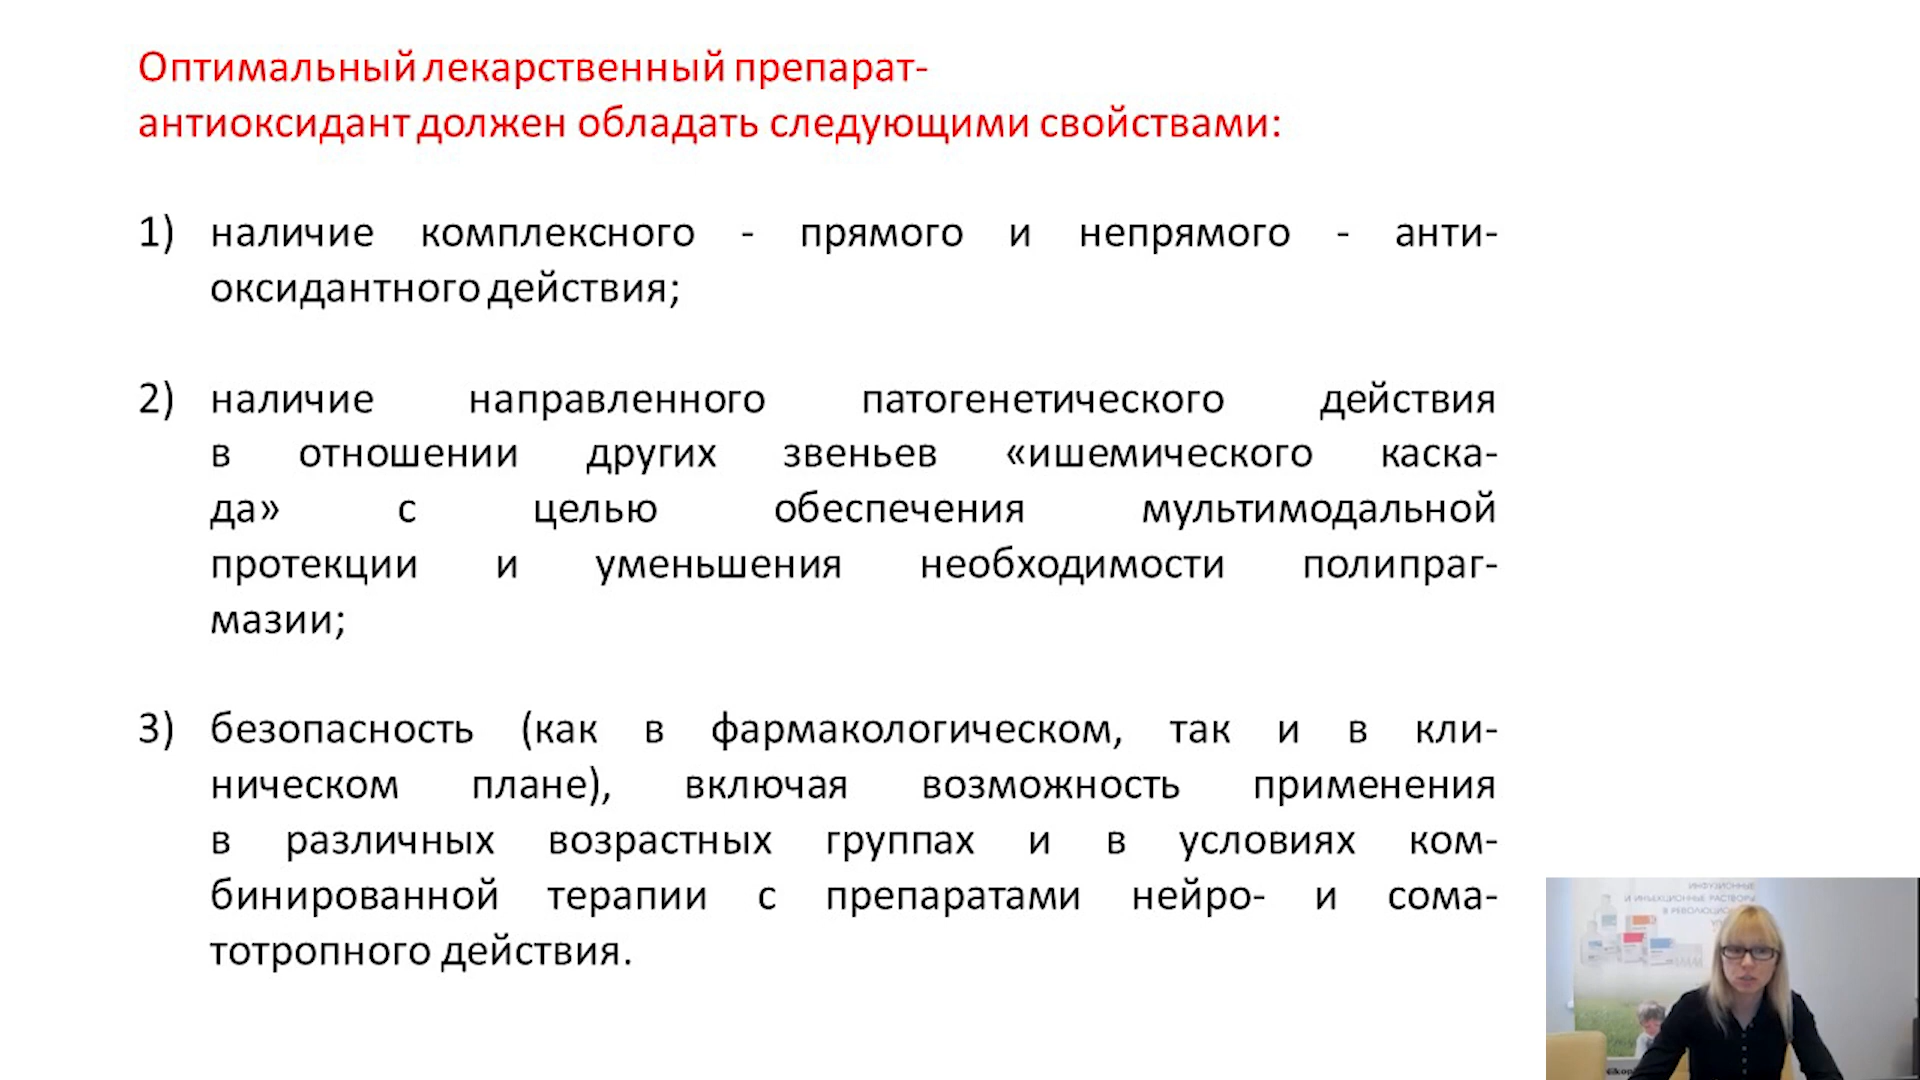 Оптимальный лекарственный препарат-
антиоксидант должен обладать следующими свойствами:
1) наличие комплексного - прямого и непрямого - анти-
оксидантного действия;
2) наличие направленного патогенетического действия
в отношении других звеньев «ишемического каска-
да» с целью обеспечения мультимодальной
протекции и уменьшения необходимости полипраг-
мазии;
3) безопасность (как в фармакологическом, так и в кли-
ническом плане), включая возможность применения
в различных возрастных группах и в условиях ком-
бинированной терапии с препаратами нейро- и сома-
тотропного действия.
ИНФУЗИОННЫЕ
И ИНЪЕКЦИОННЫЕ РАСТВОРЫ